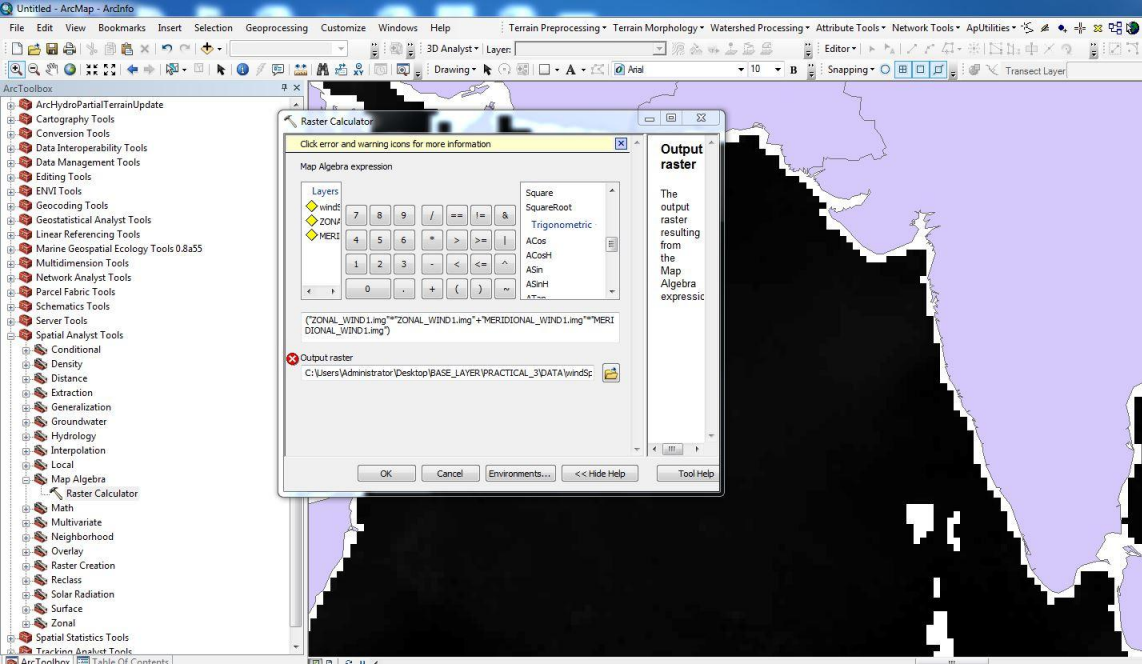 Untitled - ArcMap - ArcInfo
File Edit View Bookmarks Insert Selection Geoprocessing Customize Windows Help
Terrain Preprocessing Terrain Morphology Watershed Processing Attribute Tools Network Tools ApUtilities
3D Analyst Layer:
Editor
Drawing A Arial 10 B
Snapping
Transect Layer
ArcToolbox
ArcHydroPartialTerrainUpdate
Cartography Tools
Conversion Tools
Data Interoperability Tools
Data Management Tools
Editing Tools
ENVI Tools
Geocoding Tools
Geostatistical Analyst Tools
Linear Referencing Tools
Marine Geospatial Ecology Tools 0.8a55
Multidimension Tools
Network Analyst Tools
Parcel Fabric Tools
Schematics Tools
Server Tools
Spatial Analyst Tools
Conditional
Density
Distance
Extraction
Generalization
Groundwater
Hydrology
Interpolation
Local
Map Algebra
Raster Calculator
Math
Multivariate
Neighborhood
Overlay
Raster Creation
Reclass
Solar Radiation
Surface
Zonal
Spatial Statistics Tools
Tracking Analyst Tools
ArcToolbox Table Of Contents
Raster Calculator
Click error and warning icons for more information
Map Algebra expression
Layers
windS
ZONA
MERI
7 8 9 / == != &
4 5 6 * > >= |
1 2 3 - < <= ^
0 . + ( ) ~
Square
SquareRoot
Trigonometric
ACos
ACosH
ASin
ASinH
ATan
("ZONAL_WIND1.img"*"ZONAL_WIND1.img"+"MERIDIONAL_WIND1.img"*"MERI
DIONAL_WIND1.img")
Output raster
C:\Users\Administrator\Desktop\BASE_LAYER\PRACTICAL_3\DATA\windSp
OK Cancel Environments... << Hide Help Tool Help
Output
raster
The
output
raster
resulting
from
the
Map
Algebra
expressic